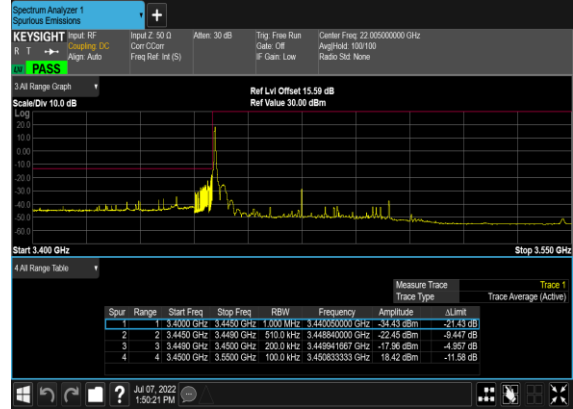 Spectrum Analyzer 1
Spurious Emissions
KEYSIGHT Input: RF Input Z: 50 Ω Atten: 30 dB Trig: Free Run Center Freq: 22.005000000 GHz
R T Coupling: DC Corr CCorr Gate: Off Avg|Hold: 100/100
Align: Auto Freq Ref: Int (S) IF Gain: Low Radio Std: None
PASS
3 All Range Graph
Ref Lvl Offset 15.59 dB
Scale/Div 10.0 dB Ref Value 30.00 dBm
Log
20.0
10.0
0.0
-10.0
-20.0
-30.0
-40.0
-50.0
-60.0
Start 3.400 GHz Stop 3.550 GHz
4 All Range Table
Measure Trace Trace 1
Trace Type Trace Average (Active)
Spur Range Start Freq Stop Freq RBW Frequency Amplitude ΔLimit
1 1 3.4000 GHz 3.4450 GHz 1.000 MHz 3.440050000 GHz -34.43 dBm -21.43 dB
2 2 3.4450 GHz 3.4490 GHz 510.0 kHz 3.448840000 GHz -22.45 dBm -9.447 dB
3 3 3.4490 GHz 3.4500 GHz 200.0 kHz 3.449941667 GHz -17.96 dBm -4.957 dB
4 4 3.4500 GHz 3.5500 GHz 100.0 kHz 3.450833333 GHz 18.42 dBm -11.58 dB
? Jul 07, 2022
1:50:21 PM